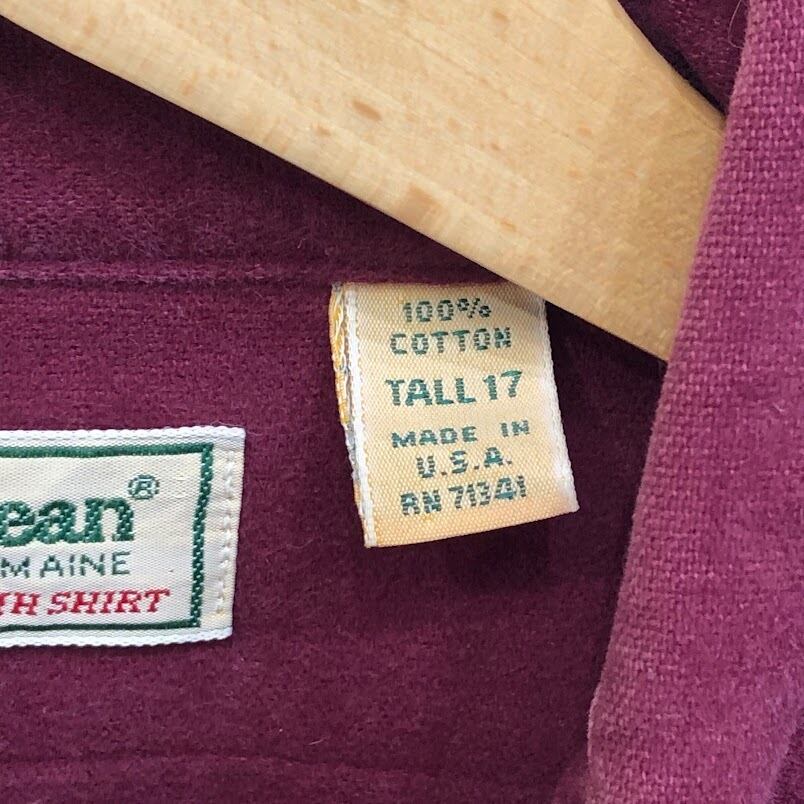 100%
COTTON
TALL 17
MADE IN
U.S.A.
RN 71341
ean®
MAINE
SHIRT